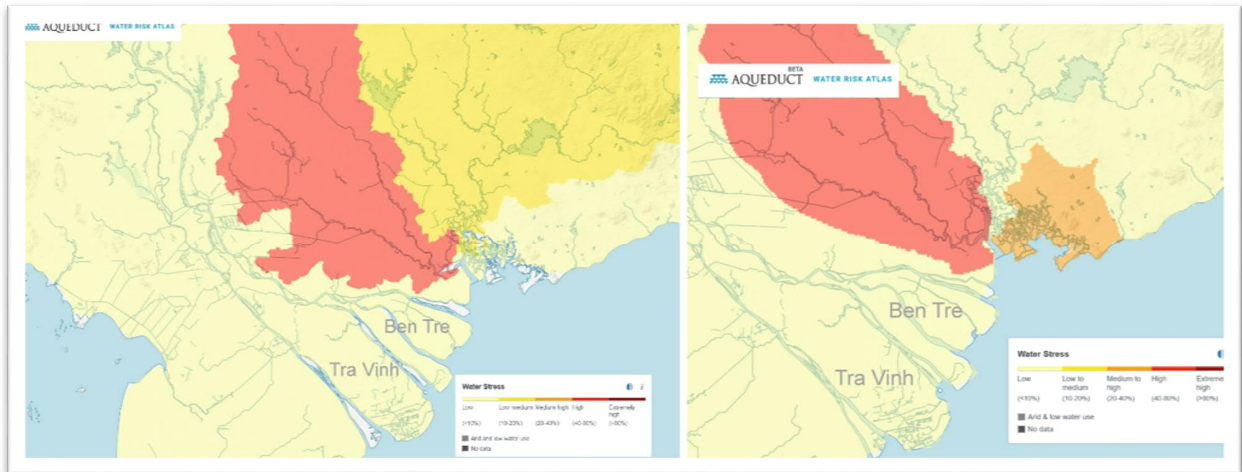 AQUEDUCT WATER RISK ATLAS
Ben Tre
Tra Vinh
Water Stress
Low Low medium Medium high High Extremely
high
(<10%) (10-20%) (20-40%) (40-80%) (>80%)
Arid and low water use
No data
BETA
AQUEDUCT WATER RISK ATLAS
Ben Tre
Tra Vinh
Water Stress
Low Low to Medium to High Extreme
medium high high
(<10%) (10-20%) (20-40%) (40-80%) (>80%)
Arid & low water use
No data